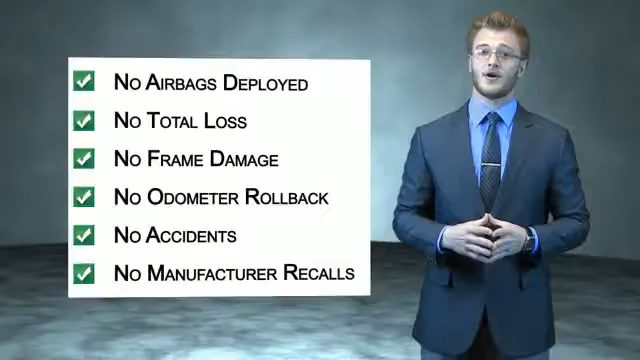 No Airbags Deployed
No Total Loss
No Frame Damage
No Odometer Rollback
No Accidents
No Manufacturer Recalls